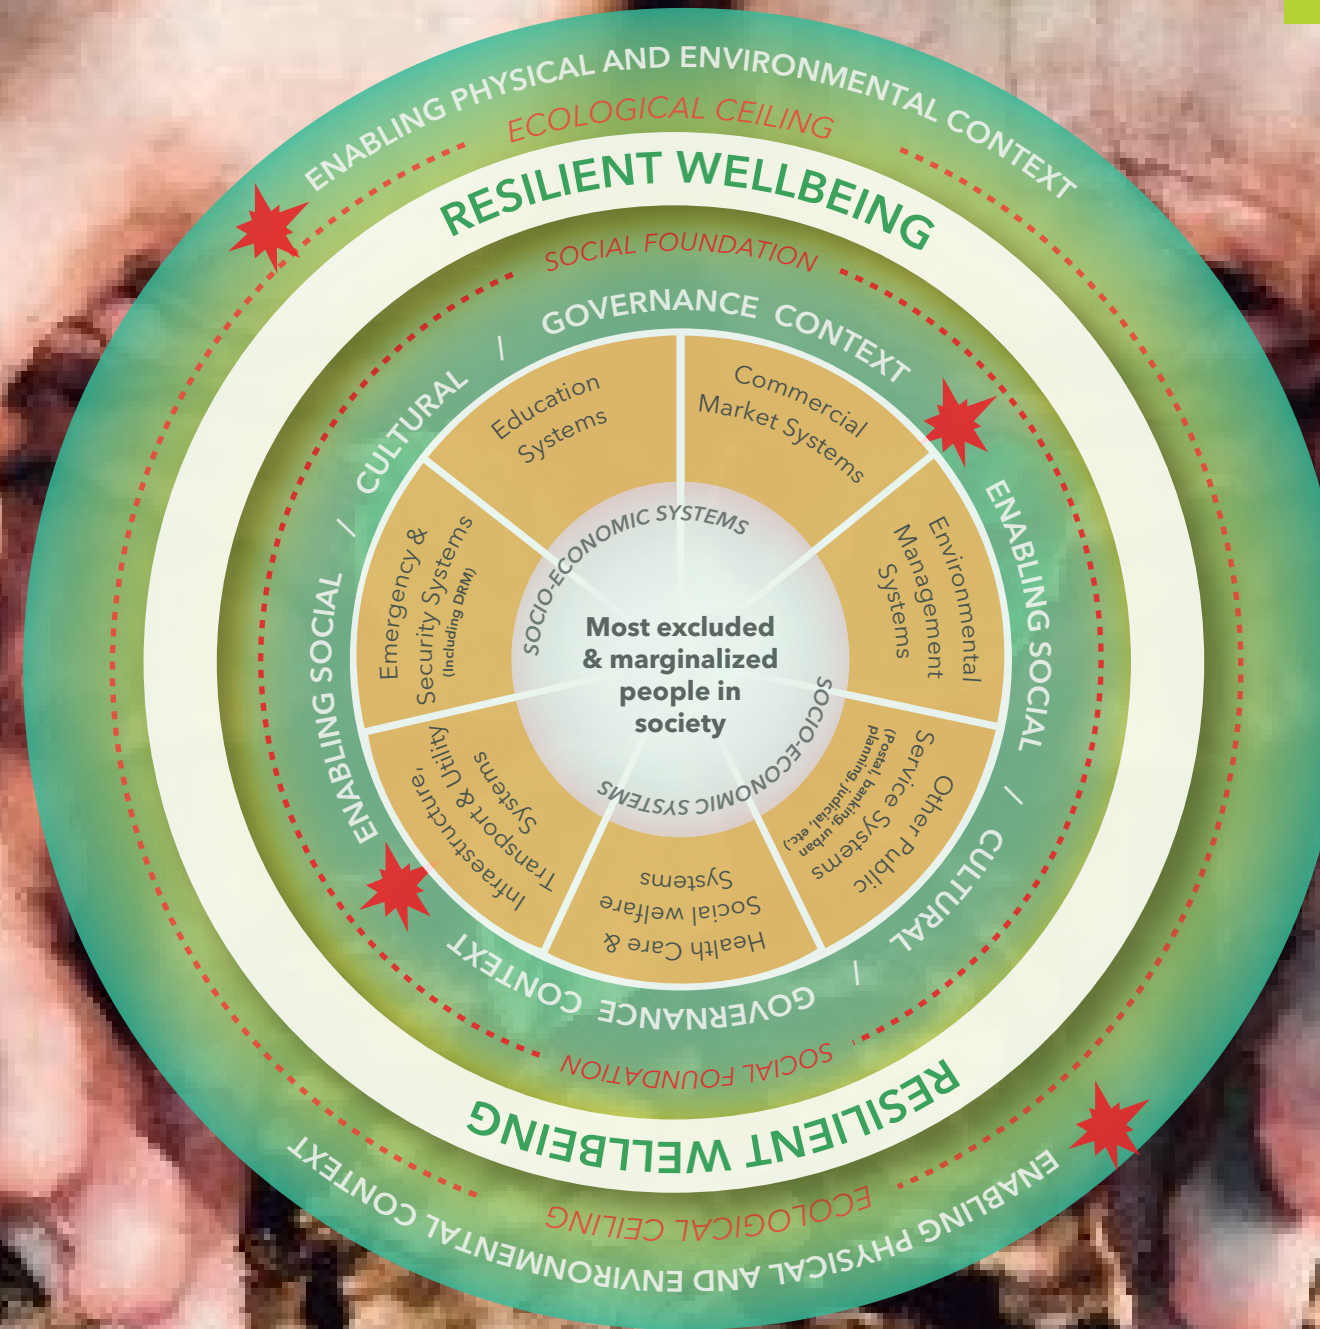 ENABLING PHYSICAL AND ENVIRONMENTAL CONTEXT
ECOLOGICAL CEILING
RESILIENT WELLBEING
SOCIAL FOUNDATION
ENABLING SOCIAL / CULTURAL / GOVERNANCE CONTEXT
Education
Systems
Commercial
Market Systems
Environmental
Management
Systems
Other Public
Service Systems
(Postal, banking, urban
planning, judicial, etc.)
Health Care &
Social welfare
Systems
Infraestructure,
Transport & Utility
Systems
Emergency &
Security Systems
(Including DRM)
SOCIO-ECONOMIC SYSTEMS
Most excluded
& marginalized
people in
society
SOCIO-ECONOMIC SYSTEMS
ENABLING SOCIAL / CULTURAL / GOVERNANCE CONTEXT
SOCIAL FOUNDATION
RESILIENT WELLBEING
ECOLOGICAL CEILING
ENABLING PHYSICAL AND ENVIRONMENTAL CONTEXT